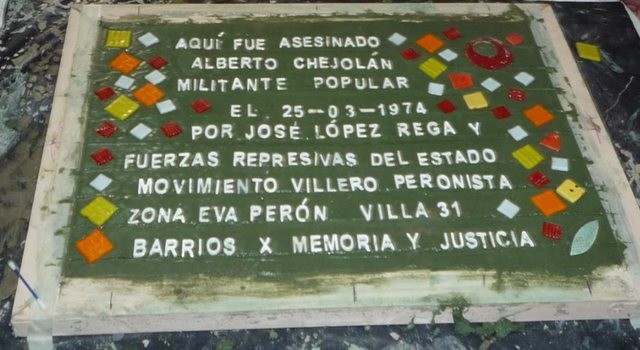 AQUÍ FUE ASESINADO
ALBERTO CHEJOLÁN
MILITANTE POPULAR
EL 25-03-1974
POR JOSÉ LÓPEZ REGA Y
FUERZAS REPRESIVAS DEL ESTADO
MOVIMIENTO VILLERO PERONISTA
ZONA EVA PERÓN VILLA 31
BARRIOS X MEMORIA Y JUSTICIA